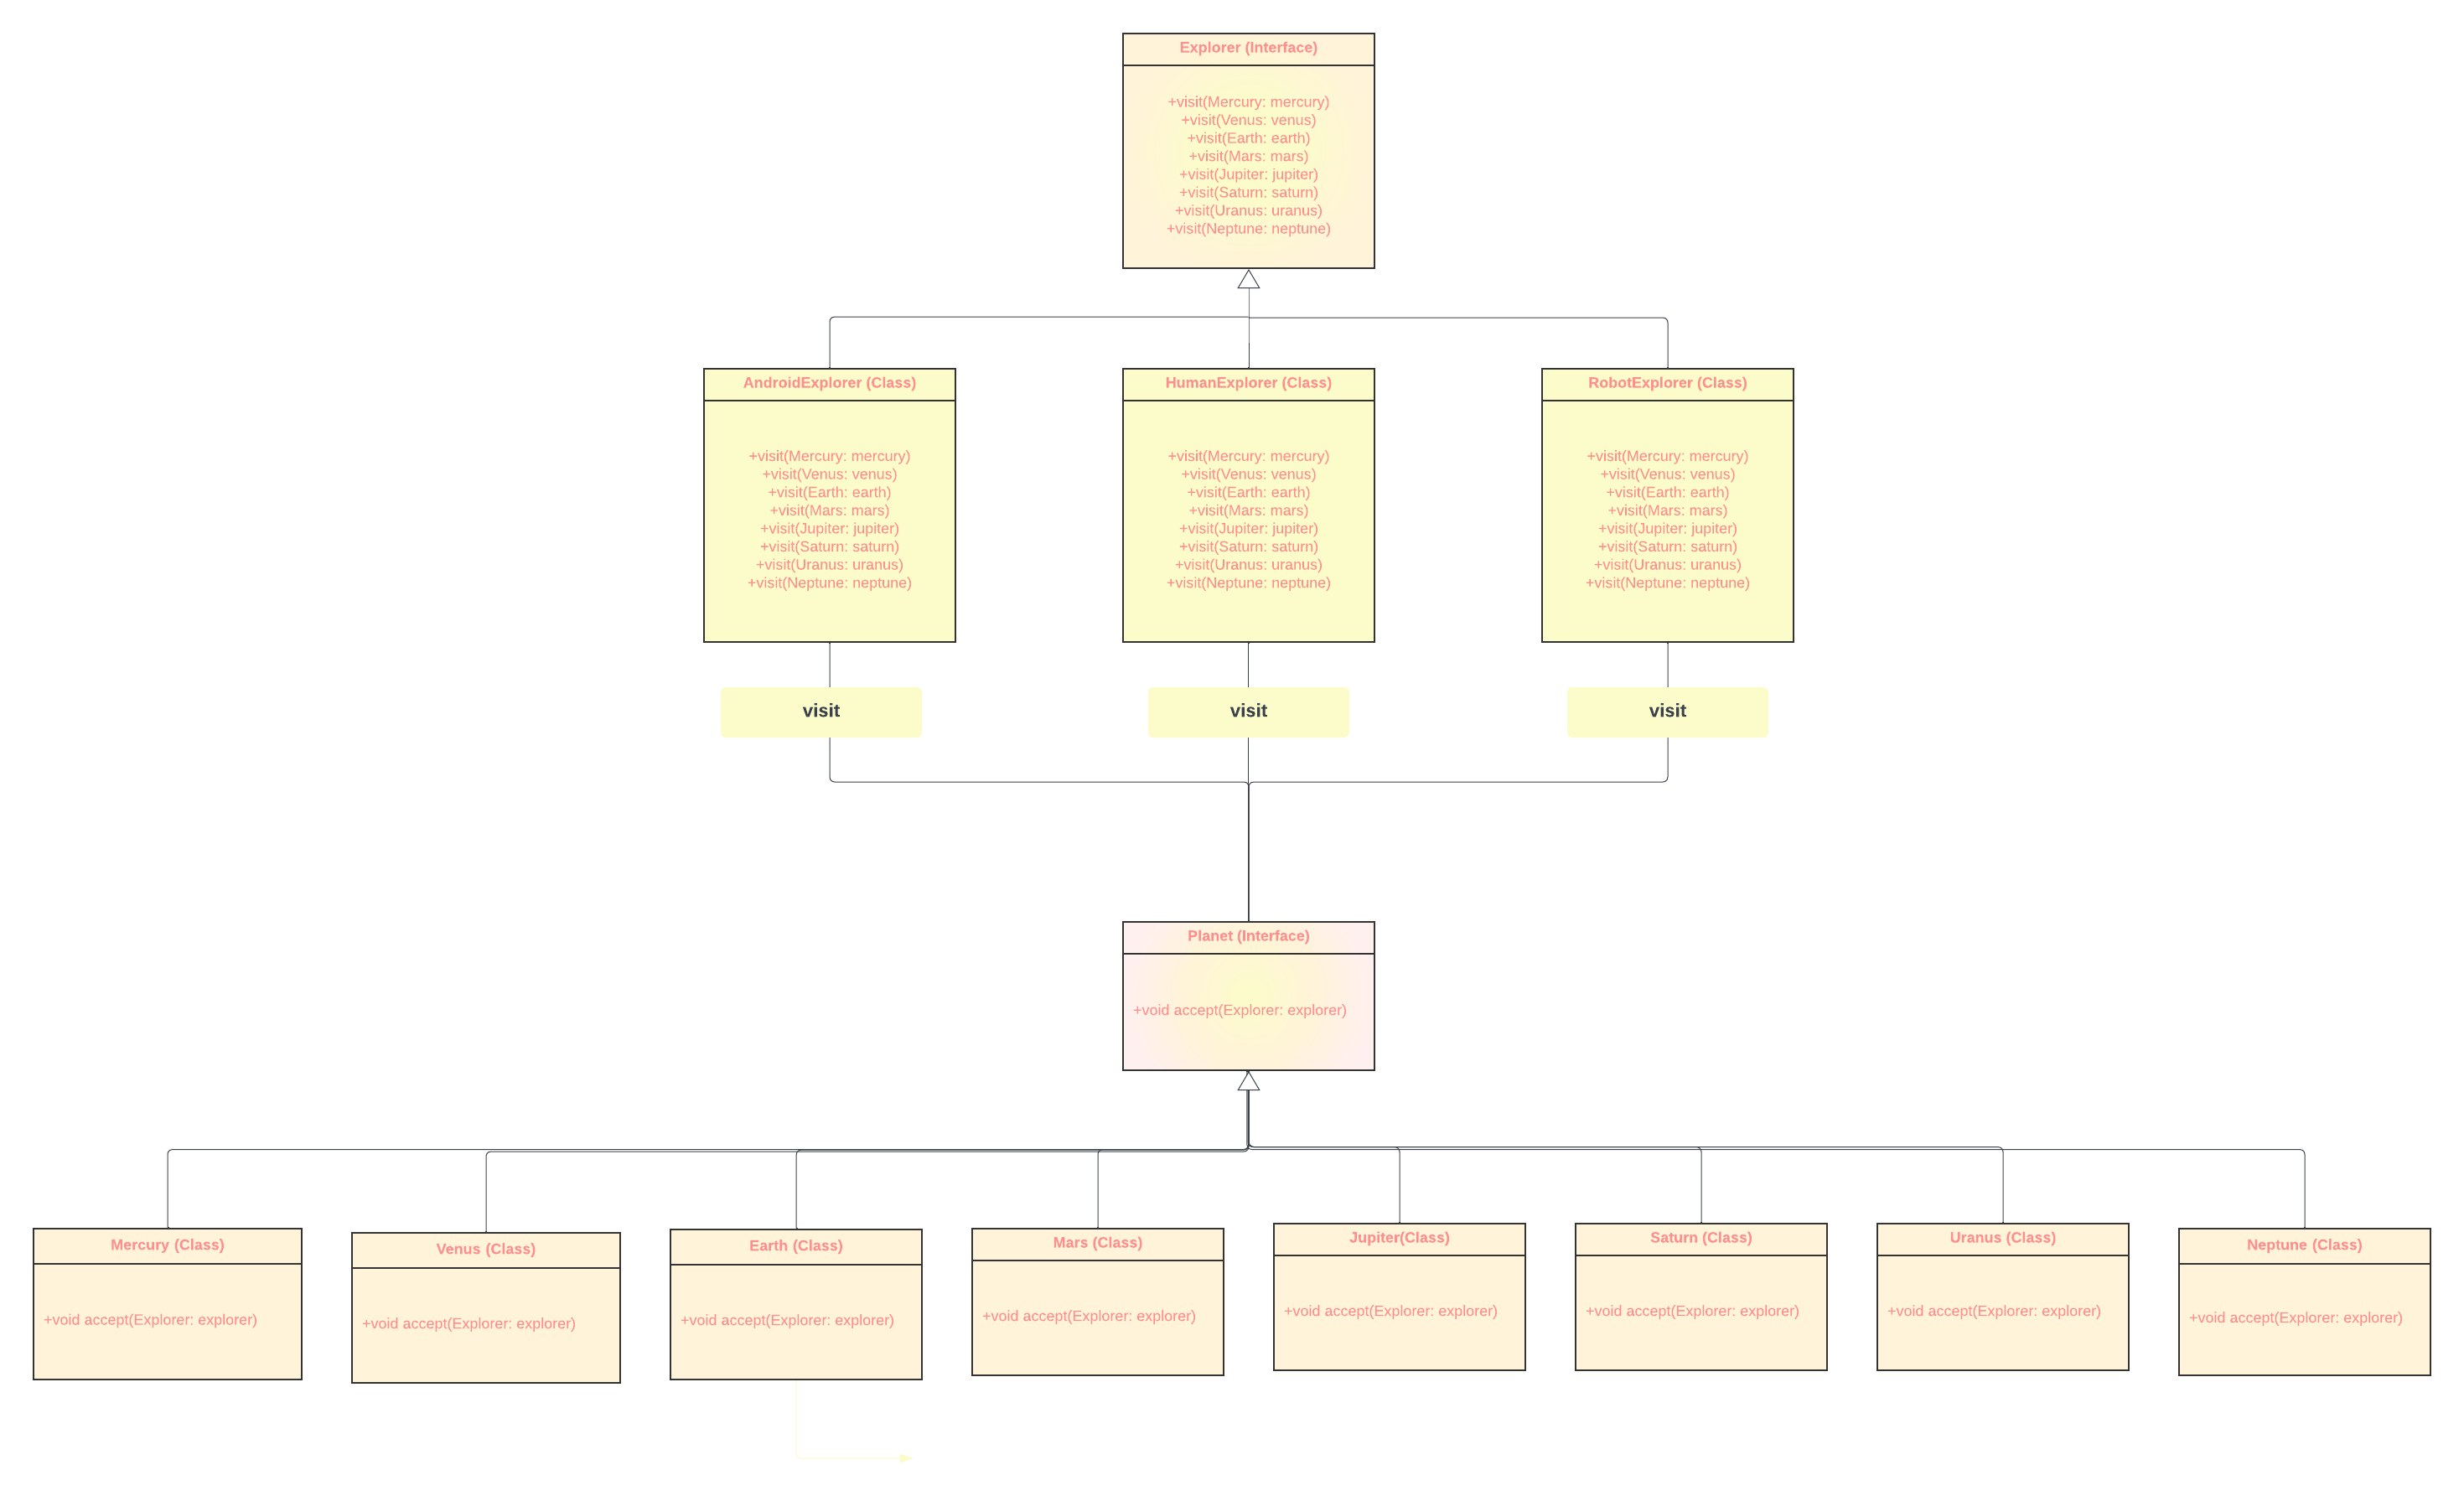 Explorer (Interface)
+visit(Mercury: mercury)
+visit(Venus: venus)
+visit(Earth: earth)
+visit(Mars: mars)
+visit(Jupiter: jupiter)
+visit(Saturn: saturn)
+visit(Uranus: uranus)
+visit(Neptune: neptune)
AndroidExplorer (Class)
+visit(Mercury: mercury)
+visit(Venus: venus)
+visit(Earth: earth)
+visit(Mars: mars)
+visit(Jupiter: jupiter)
+visit(Saturn: saturn)
+visit(Uranus: uranus)
+visit(Neptune: neptune)
HumanExplorer (Class)
+visit(Mercury: mercury)
+visit(Venus: venus)
+visit(Earth: earth)
+visit(Mars: mars)
+visit(Jupiter: jupiter)
+visit(Saturn: saturn)
+visit(Uranus: uranus)
+visit(Neptune: neptune)
RobotExplorer (Class)
+visit(Mercury: mercury)
+visit(Venus: venus)
+visit(Earth: earth)
+visit(Mars: mars)
+visit(Jupiter: jupiter)
+visit(Saturn: saturn)
+visit(Uranus: uranus)
+visit(Neptune: neptune)
visit
visit
visit
Planet (Interface)
+void accept(Explorer: explorer)
Mercury (Class)
+void accept(Explorer: explorer)
Venus (Class)
+void accept(Explorer: explorer)
Earth (Class)
+void accept(Explorer: explorer)
Mars (Class)
+void accept(Explorer: explorer)
Jupiter(Class)
+void accept(Explorer: explorer)
Saturn (Class)
+void accept(Explorer: explorer)
Uranus (Class)
+void accept(Explorer: explorer)
Neptune (Class)
+void accept(Explorer: explorer)